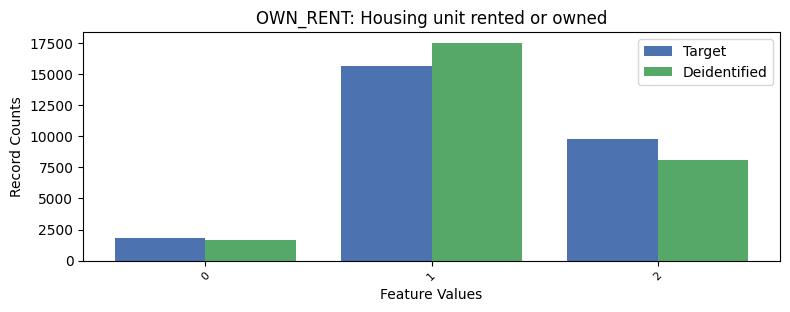 OWN_RENT: Housing unit rented or owned
17500
15000
12500
10000
7500
5000
2500
0
Record Counts
Target
Deidentified
0
1
2
Feature Values